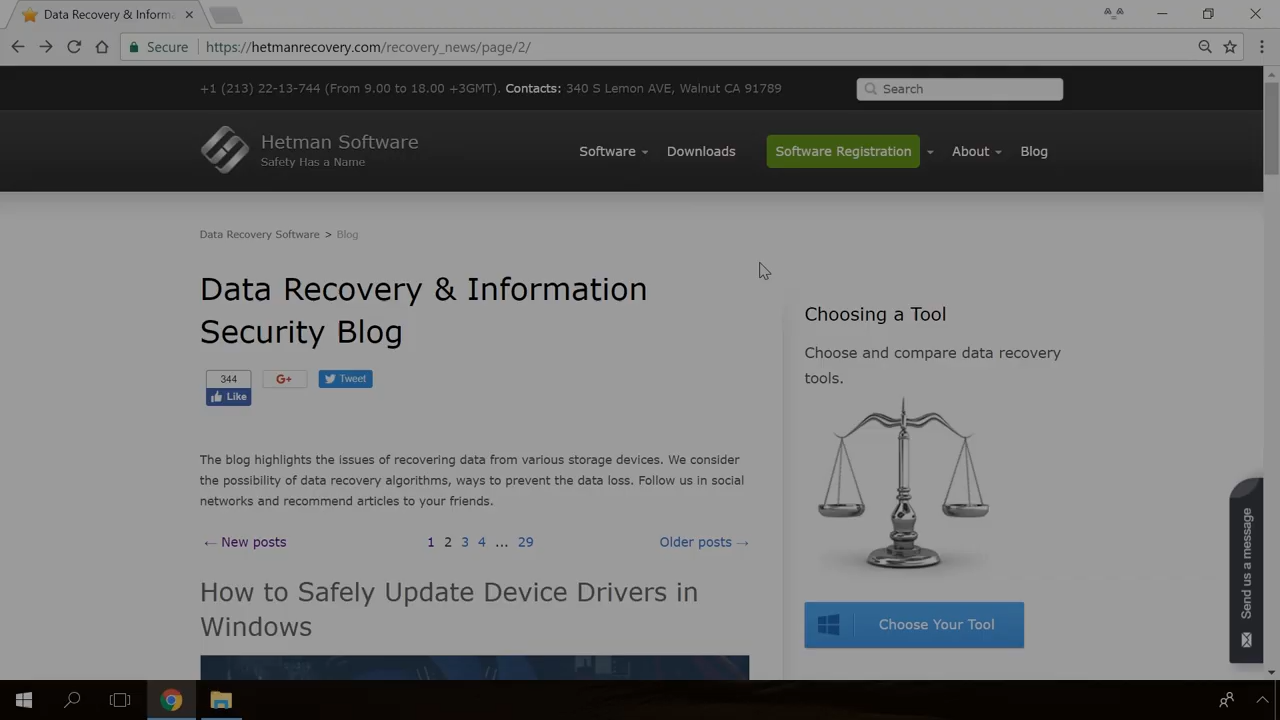 Data Recovery & Inform
Secure
https://hetmanrecovery.com/recovery_news/page/2/
+1 (213) 22-13-744 (From 9.00 to 18.00 +3GMT). Contacts: 340 S Lemon AVE, Walnut CA 91789
Search
Hetman Software
Safety Has a Name
Software
Downloads
Software Registration
About
Blog
Data Recovery Software > Blog
Data Recovery & Information
Security Blog
344
Like
G+
Tweet
The blog highlights the issues of recovering data from various storage devices. We consider
the possibility of data recovery algorithms, ways to prevent the data loss. Follow us in social
networks and recommend articles to your friends.
← New posts
1 2 3 4 ... 29
Older posts →
How to Safely Update Device Drivers in
Windows
Choosing a Tool
Choose and compare data recovery
tools.
Choose Your Tool
Send us a message